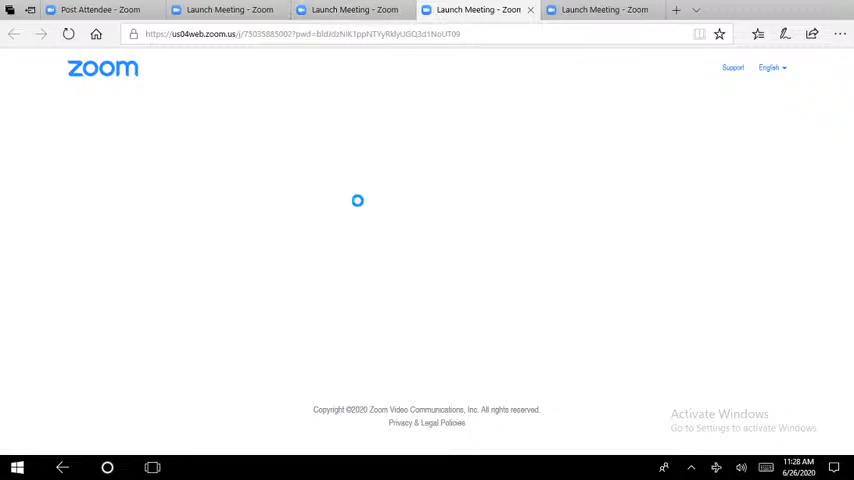 Post Attendee - Zoom
Launch Meeting - Zoom
Launch Meeting - Zoom
Launch Meeting - Zoom
Launch Meeting - Zoom
zoom
Support
English
Copyright ©2020 Zoom Video Communications, Inc. All rights reserved.
Privacy & Legal Policies
Activate Windows
Go to Settings to activate Windows.
11:28 AM
6/26/2020